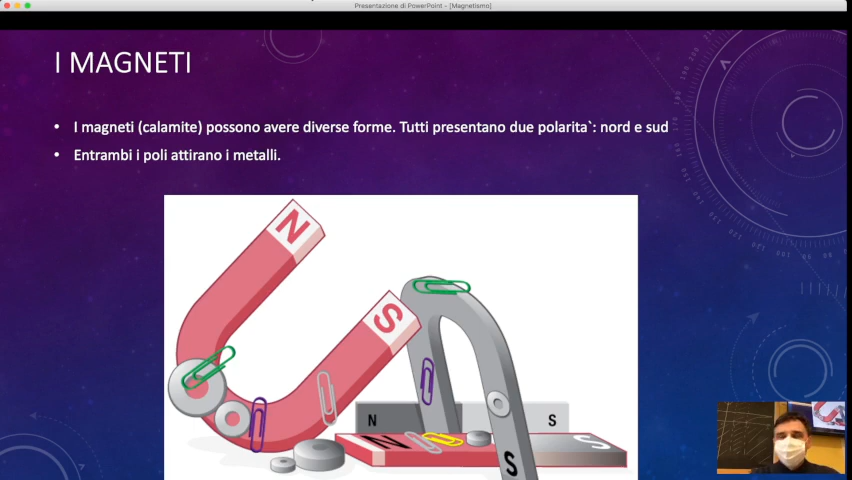 Presentazione di PowerPoint - [Magnetismo]
I MAGNETI
• I magneti (calamite) possono avere diverse forme. Tutti presentano due polarita`: nord e sud
• Entrambi i poli attirano i metalli.
N
S
N
S
N
S
S